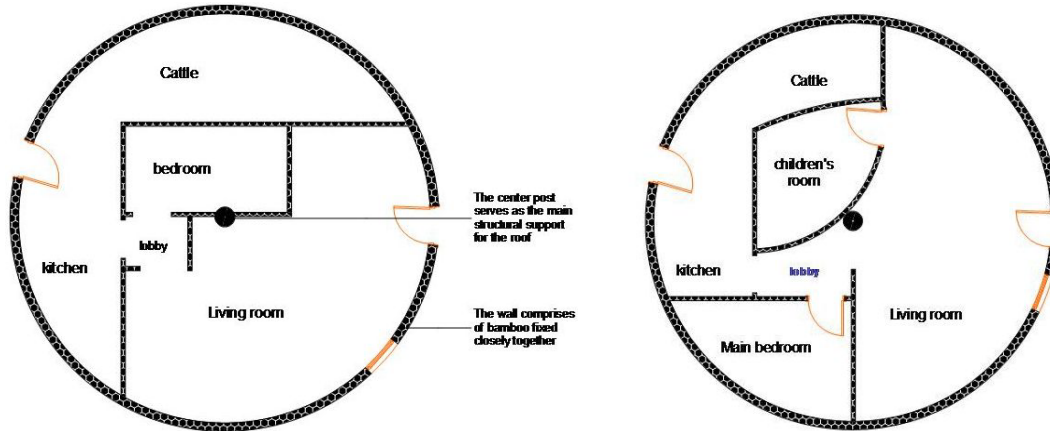 Cattle
bedroom
lobby
kitchen
Living room
The center post
serves as the main
structural support
for the roof
The wall comprises
of bamboo fixed
closely together
Cattle
children's
room
kitchen
lobby
Main bedroom
Living room